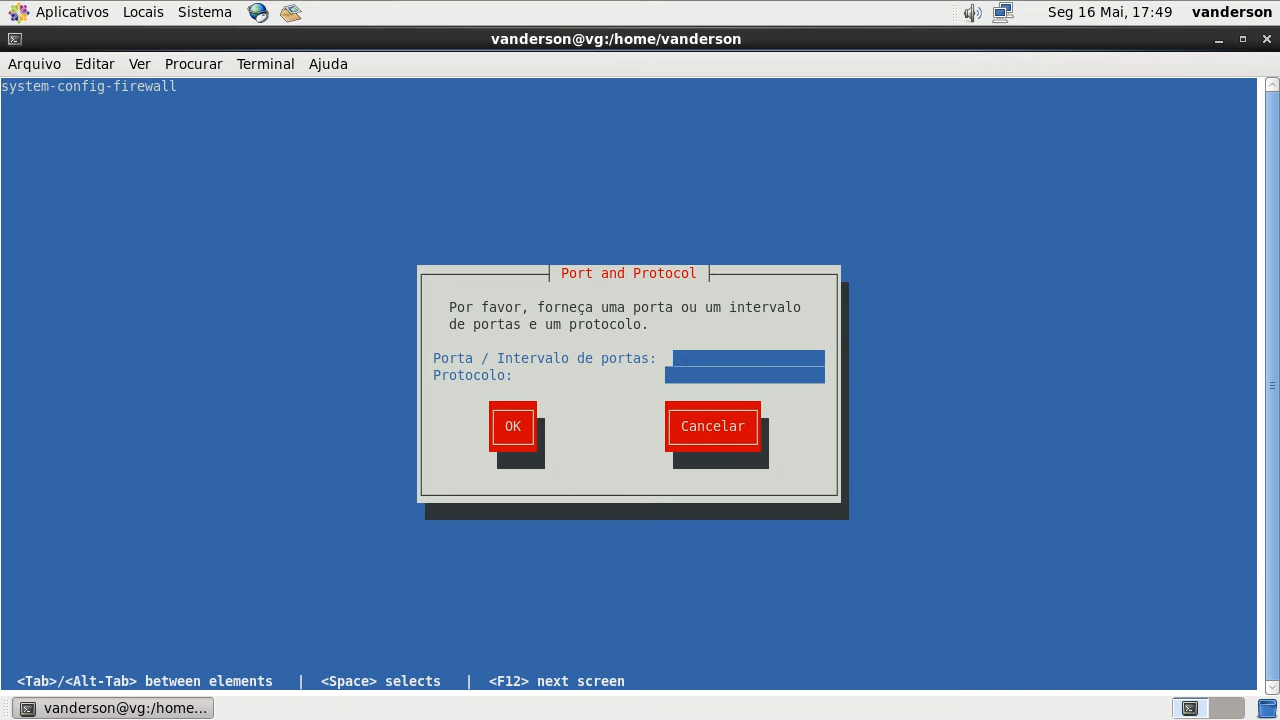 Aplicativos Locais Sistema Seg 16 Mai, 17:49 vanderson
vanderson@vg:/home/vanderson
Arquivo Editar Ver Procurar Terminal Ajuda
system-config-firewall
Port and Protocol
Por favor, forneça uma porta ou um intervalo
de portas e um protocolo.
Porta / Intervalo de portas:
Protocolo:
OK Cancelar
<Tab>/<Alt-Tab> between elements | <Space> selects | <F12> next screen
vanderson@vg:/home...